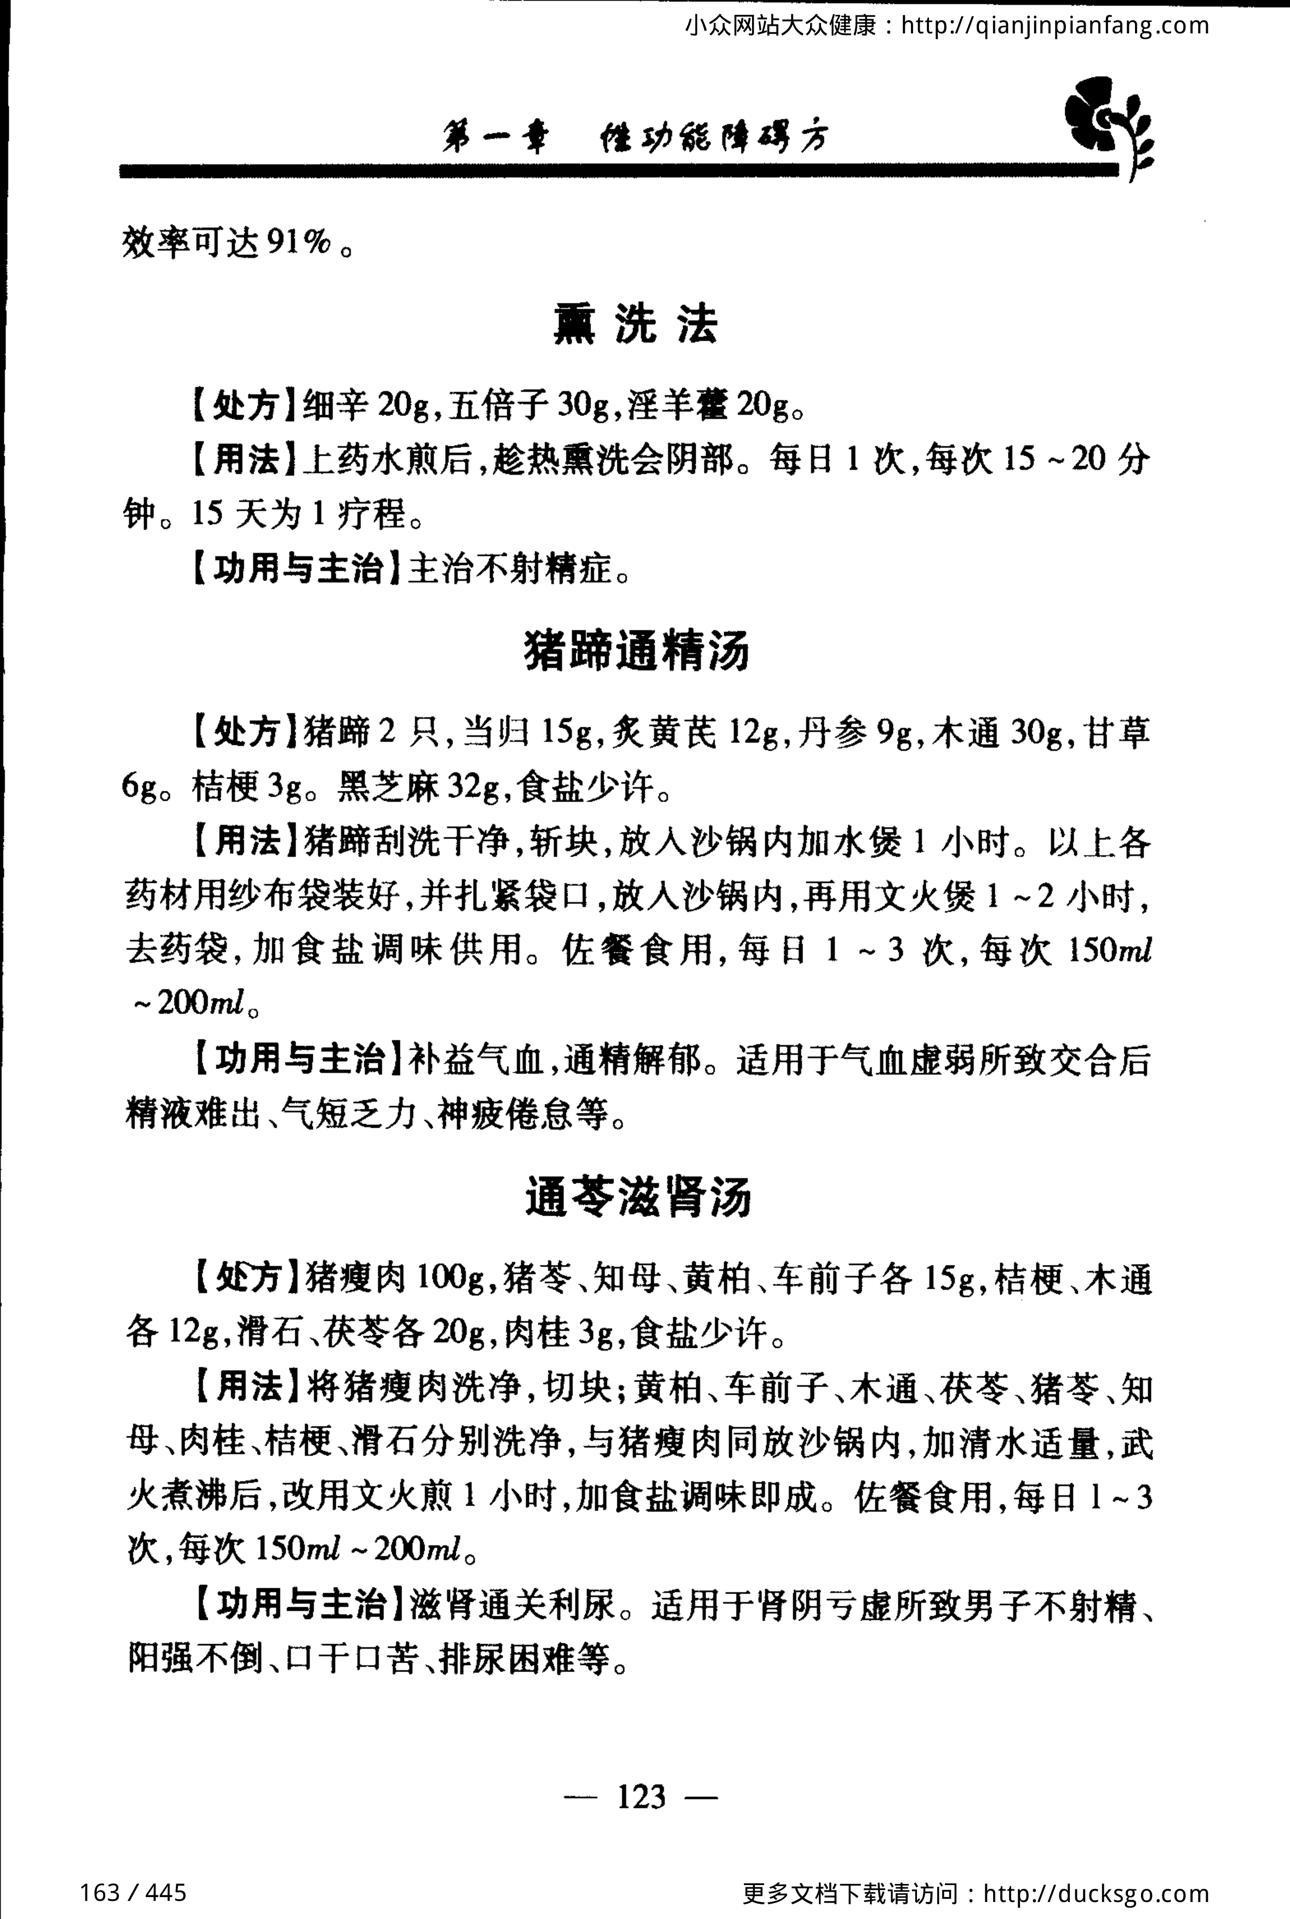 小众网站大众健康：http://qianjinpianfang.com
第一章 性功能障碍方
效率可达91%。
熏洗法
【处方】细辛20g,五倍子30g,淫羊藿20g。
【用法】上药水煎后,趁热熏洗会阴部。每日1次,每次15~20分
钟。15天为1疗程。
【功用与主治】主治不射精症。
猪蹄通精汤
【处方】猪蹄2只,当归15g,炙黄芪12g,丹参9g,木通30g,甘草
6g。桔梗3g。黑芝麻32g,食盐少许。
【用法】猪蹄刮洗干净,斩块,放入沙锅内加水煲1小时。以上各
药材用纱布袋装好,并扎紧袋口,放入沙锅内,再用文火煲1~2小时,
去药袋,加食盐调味供用。佐餐食用,每日1~3次,每次150ml
~200ml。
【功用与主治】补益气血,通精解郁。适用于气血虚弱所致交合后
精液难出、气短乏力、神疲倦怠等。
通苓滋肾汤
【处方】猪瘦肉100g,猪苓、知母、黄柏、车前子各15g,桔梗、木通
各12g,滑石、茯苓各20g,肉桂3g,食盐少许。
【用法】将猪瘦肉洗净,切块;黄柏、车前子、木通、茯苓、猪苓、知
母、肉桂、桔梗、滑石分别洗净,与猪瘦肉同放沙锅内,加清水适量,武
火煮沸后,改用文火煎1小时,加食盐调味即成。佐餐食用,每日1~3
次,每次150ml~200ml。
【功用与主治】滋肾通关利尿。适用于肾阴亏虚所致男子不射精、
阳强不倒、口干口苦、排尿困难等。
— 123 —
163 / 445
更多文档下载请访问：http://ducksgo.com